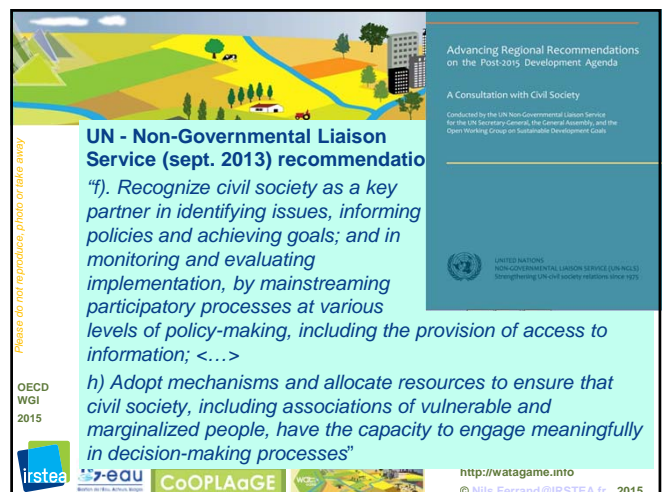 Advancing Regional Recommendations
on the Post-2015 Development Agenda
A Consultation with Civil Society
Conducted by the UN Non-Governmental Liaison Service
for the UN Secretary-General, the General Assembly, and the
Open Working Group on Sustainable Development Goals
UNITED NATIONS
NON-GOVERNMENTAL LIAISON SERVICE (UN-NGLS)
Strengthening UN-civil society relations since 1975
UN - Non-Governmental Liaison
Service (sept. 2013) recommendatio
“f). Recognize civil society as a key
partner in identifying issues, informing
policies and achieving goals; and in
monitoring and evaluating
implementation, by mainstreaming
participatory processes at various
levels of policy-making, including the provision of access to
information; <…>
h) Adopt mechanisms and allocate resources to ensure that
civil society, including associations of vulnerable and
marginalized people, have the capacity to engage meaningfully
in decision-making processes”
Please do not reproduce, photo or take away
OECD
WGI
2015
irstea
g-eau
CoOPLAaGE
http://watagame.info
© Nils.Ferrand@IRSTEA.fr 2015